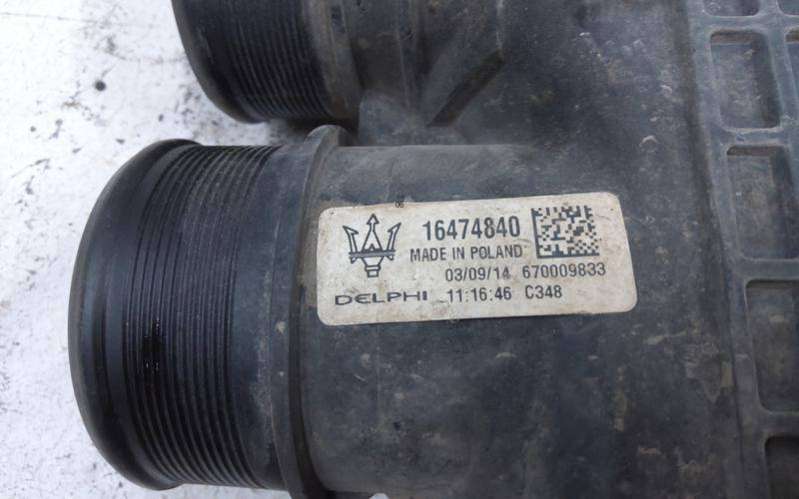 16474840
MADE IN POLAND
03/09/14 670009833
DELPHI 11:16:46 C348